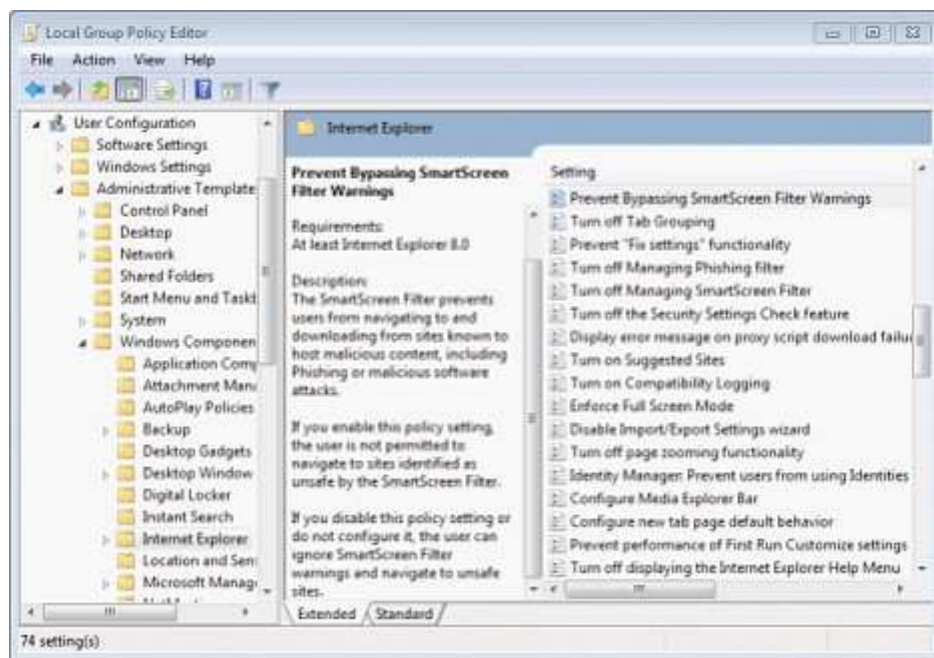 Local Group Policy Editor
File Action View Help
User Configuration
Software Settings
Windows Settings
Administrative Template
Control Panel
Desktop
Network
Shared Folders
Start Menu and Taskb
System
Windows Componen
Application Comp
Attachment Mana
AutoPlay Policies
Backup
Desktop Gadgets
Desktop Window
Digital Locker
Instant Search
Internet Explorer
Location and Sen
Microsoft Manag
Internet Explorer
Prevent Bypassing SmartScreen
Filter Warnings
Requirements:
At least Internet Explorer 8.0
Description:
The SmartScreen Filter prevents
users from navigating to and
downloading from sites known to
host malicious content, including
Phishing or malicious software
attacks.
If you enable this policy setting,
the user is not permitted to
navigate to sites identified as
unsafe by the SmartScreen Filter.
If you disable this policy setting or
do not configure it, the user can
ignore SmartScreen Filter
warnings and navigate to unsafe
sites.
Setting
Prevent Bypassing SmartScreen Filter Warnings
Turn off Tab Grouping
Prevent "Fix settings" functionality
Turn off Managing Phishing filter
Turn off Managing SmartScreen Filter
Turn off the Security Settings Check feature
Display error message on proxy script download failu
Turn on Suggested Sites
Turn on Compatibility Logging
Enforce Full Screen Mode
Disable Import/Export Settings wizard
Turn off page zooming functionality
Identity Manager: Prevent users from using Identities
Configure Media Explorer Bar
Configure new tab page default behavior
Prevent performance of First Run Customize settings
Turn off displaying the Internet Explorer Help Menu
Extended Standard
74 setting(s)